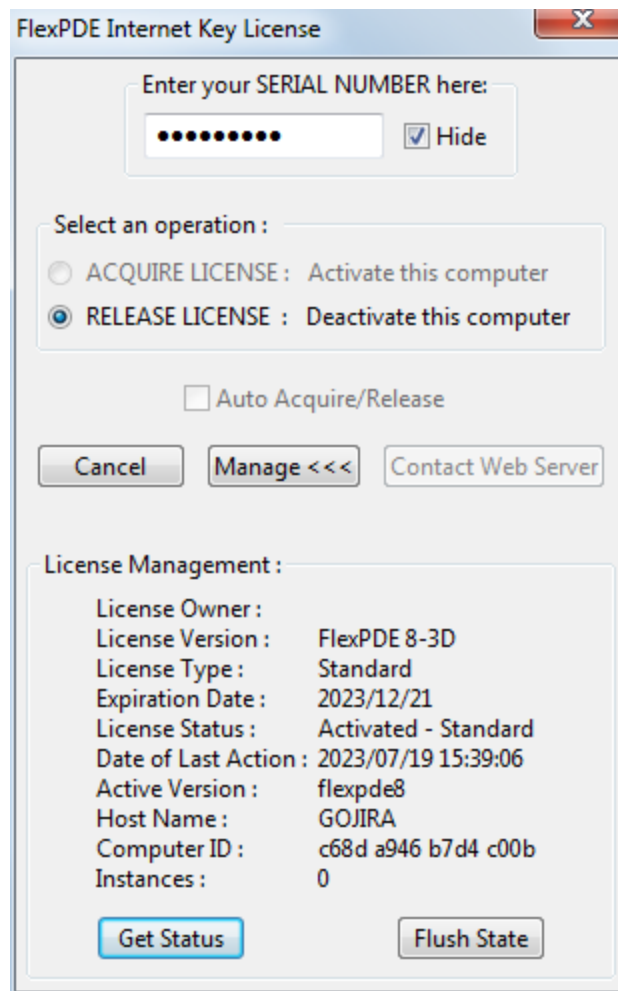 FlexPDE Internet Key License
Enter your SERIAL NUMBER here:
●●●●●●●●●
Hide
Select an operation :
ACQUIRE LICENSE : Activate this computer
RELEASE LICENSE : Deactivate this computer
Auto Acquire/Release
Cancel
Manage <<<
Contact Web Server
License Management :
License Owner :
License Version : FlexPDE 8-3D
License Type : Standard
Expiration Date : 2023/12/21
License Status : Activated - Standard
Date of Last Action : 2023/07/19 15:39:06
Active Version : flexpde8
Host Name : GOJIRA
Computer ID : c68d a946 b7d4 c00b
Instances : 0
Get Status
Flush State